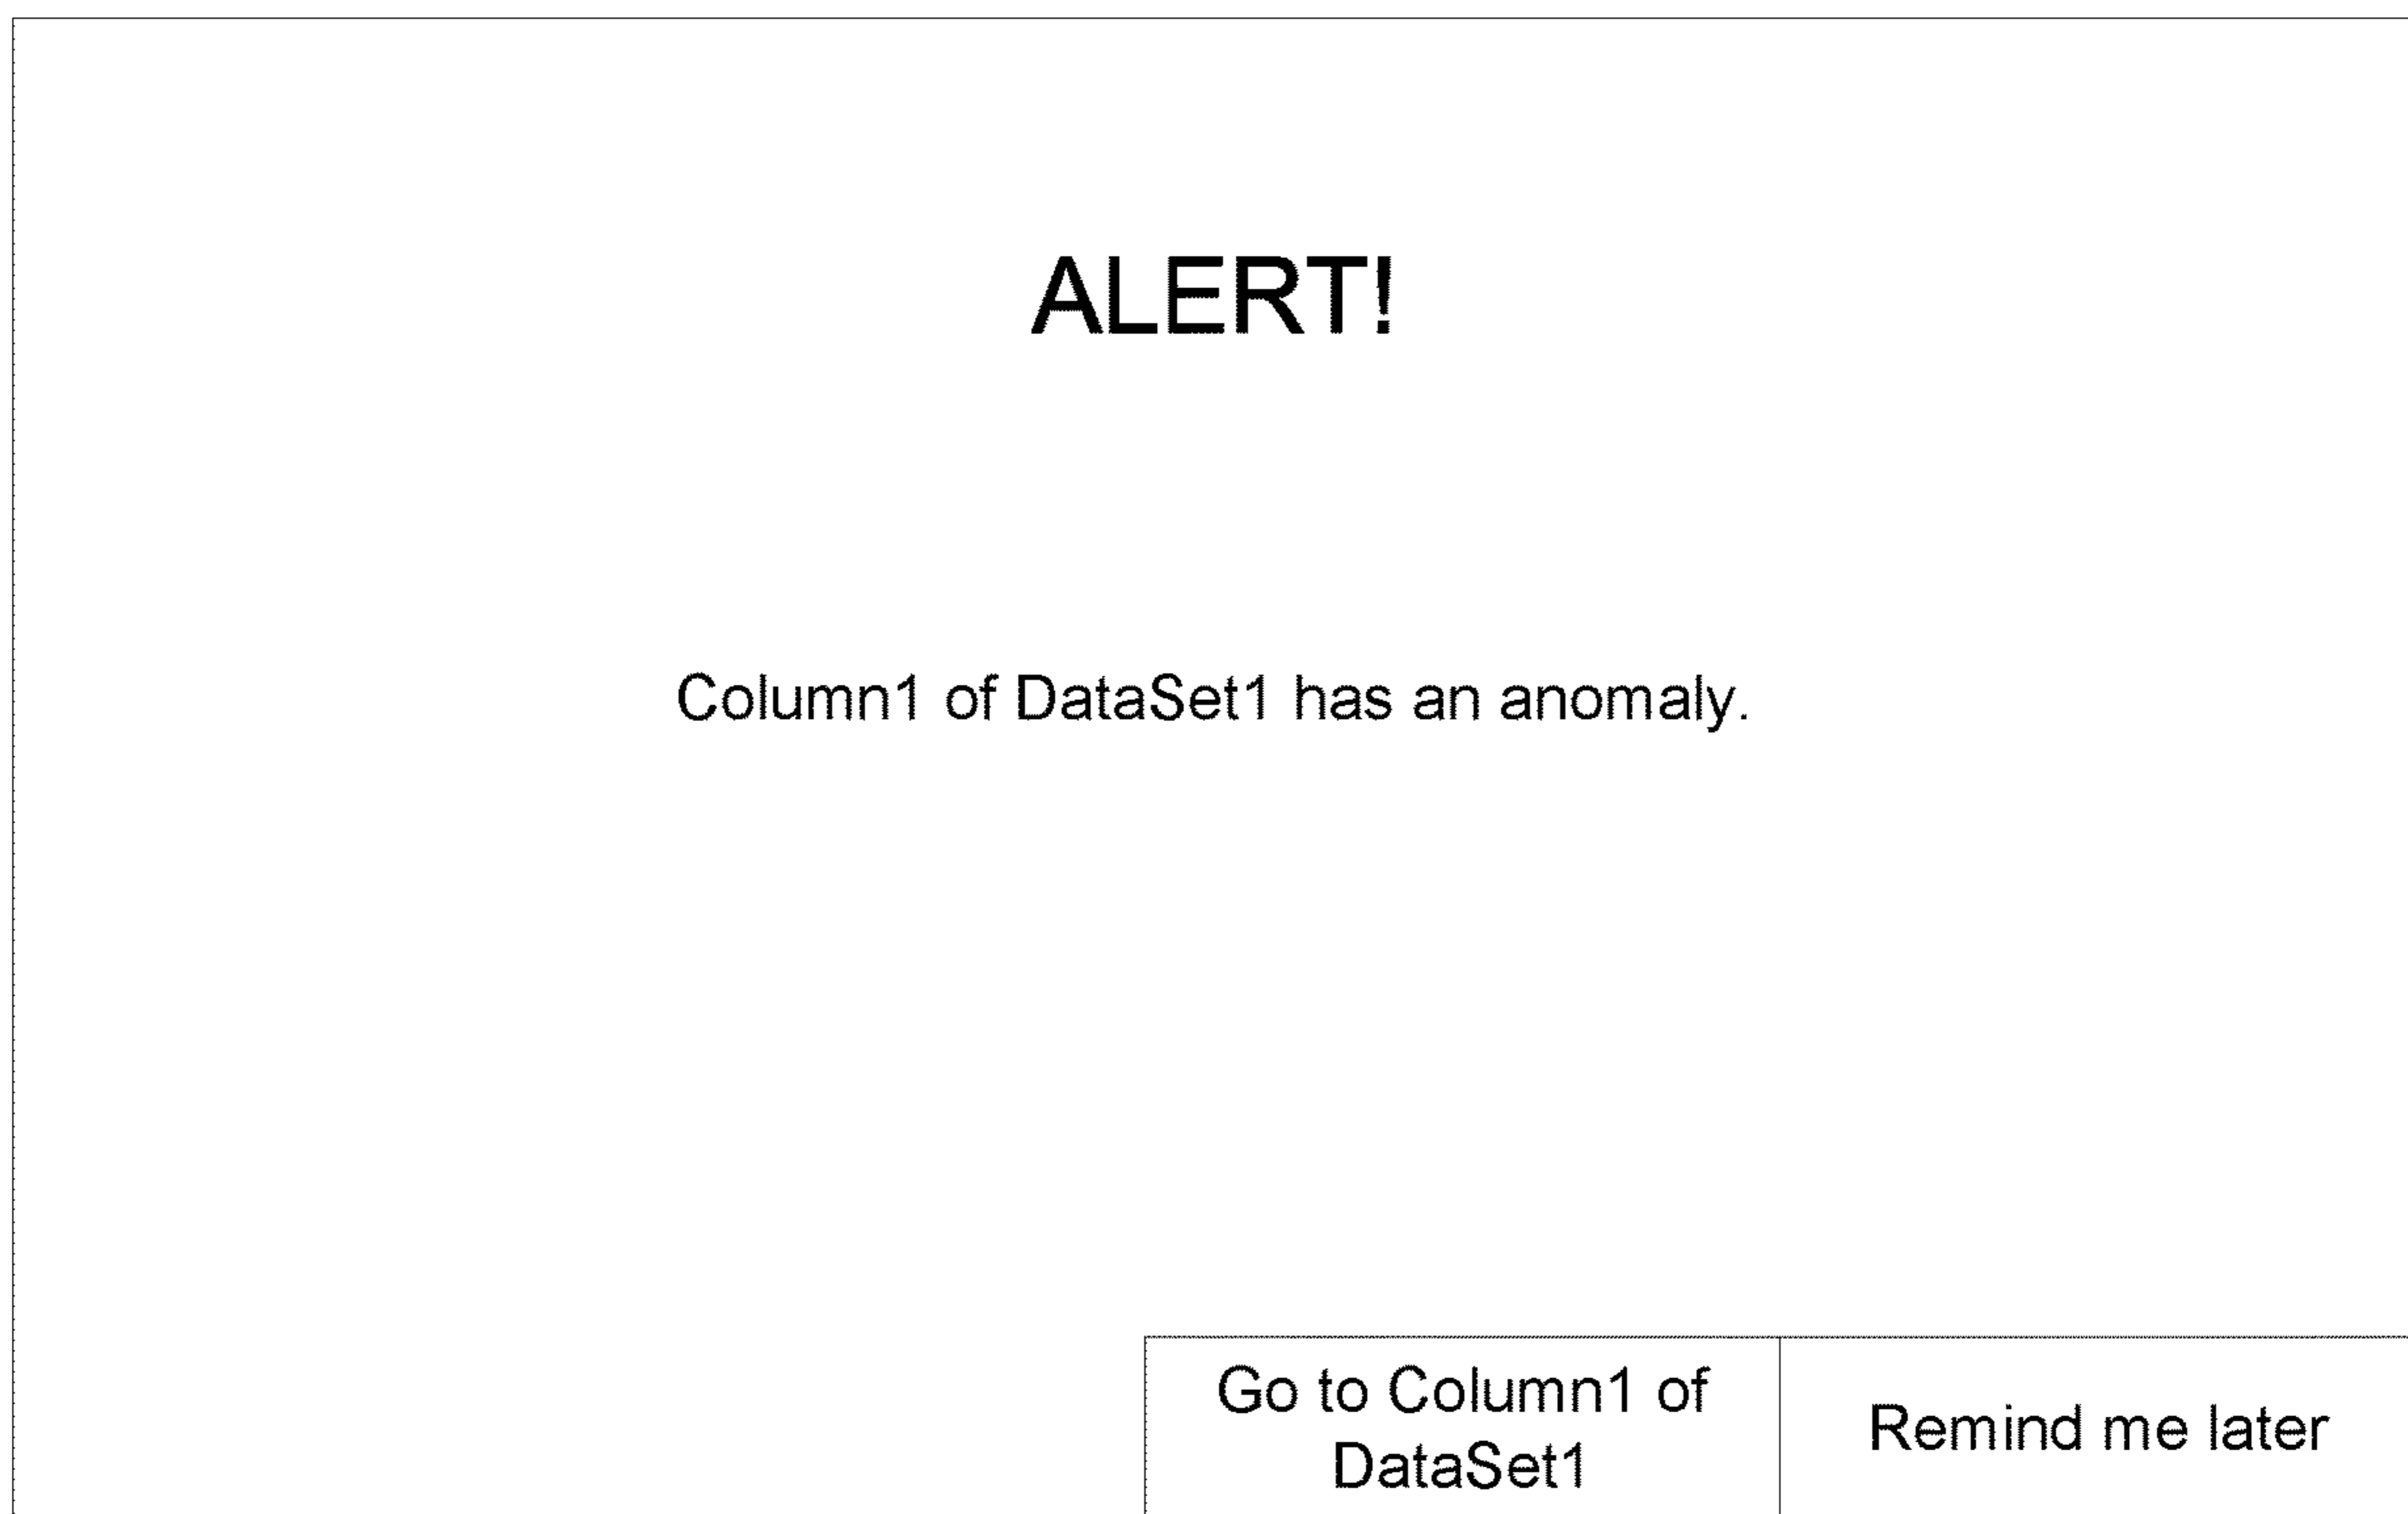 ALERT!
Column1 of DataSet1 has an anomaly.
Go to Column1 of
DataSet1
Remind me later